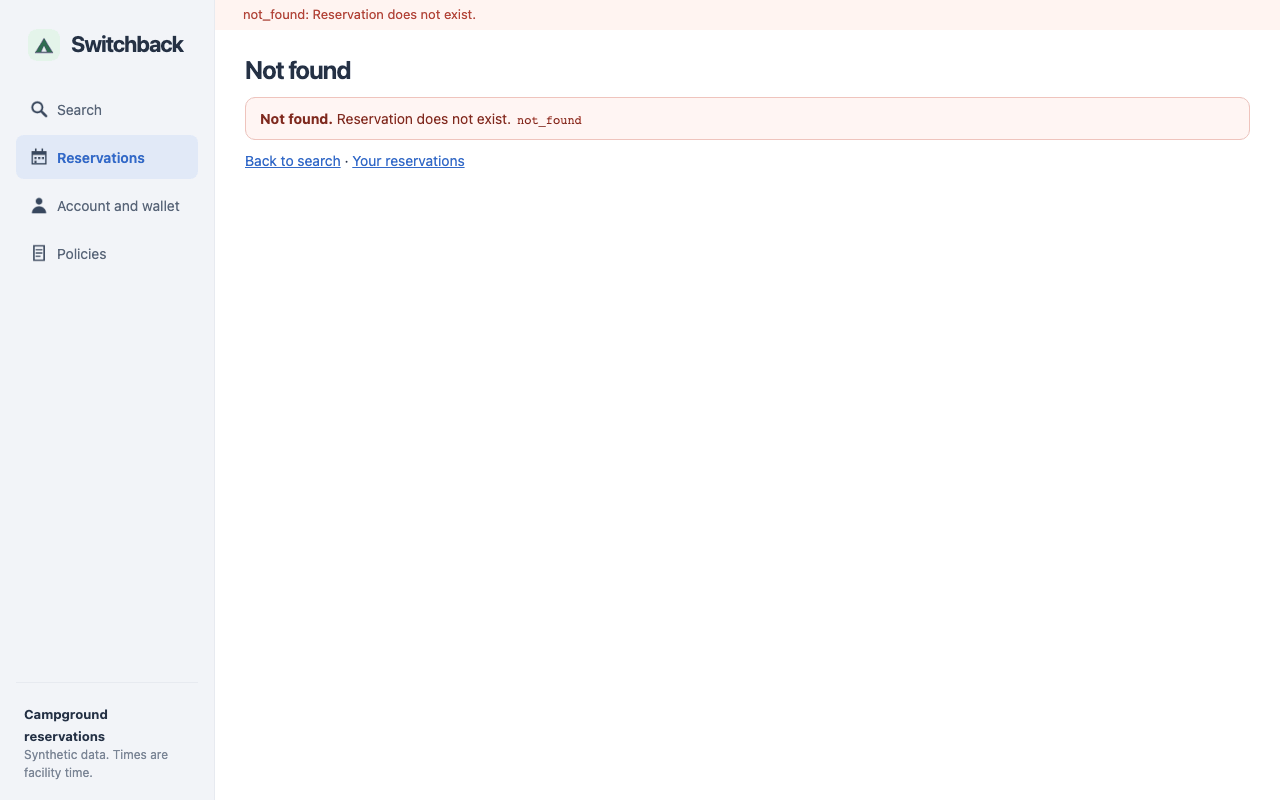 not_found: Reservation does not exist.
Switchback
Search
Reservations
Account and wallet
Policies
Not found
Not found. Reservation does not exist. not_found
Back to search · Your reservations
Campground
reservations
Synthetic data. Times are
facility time.